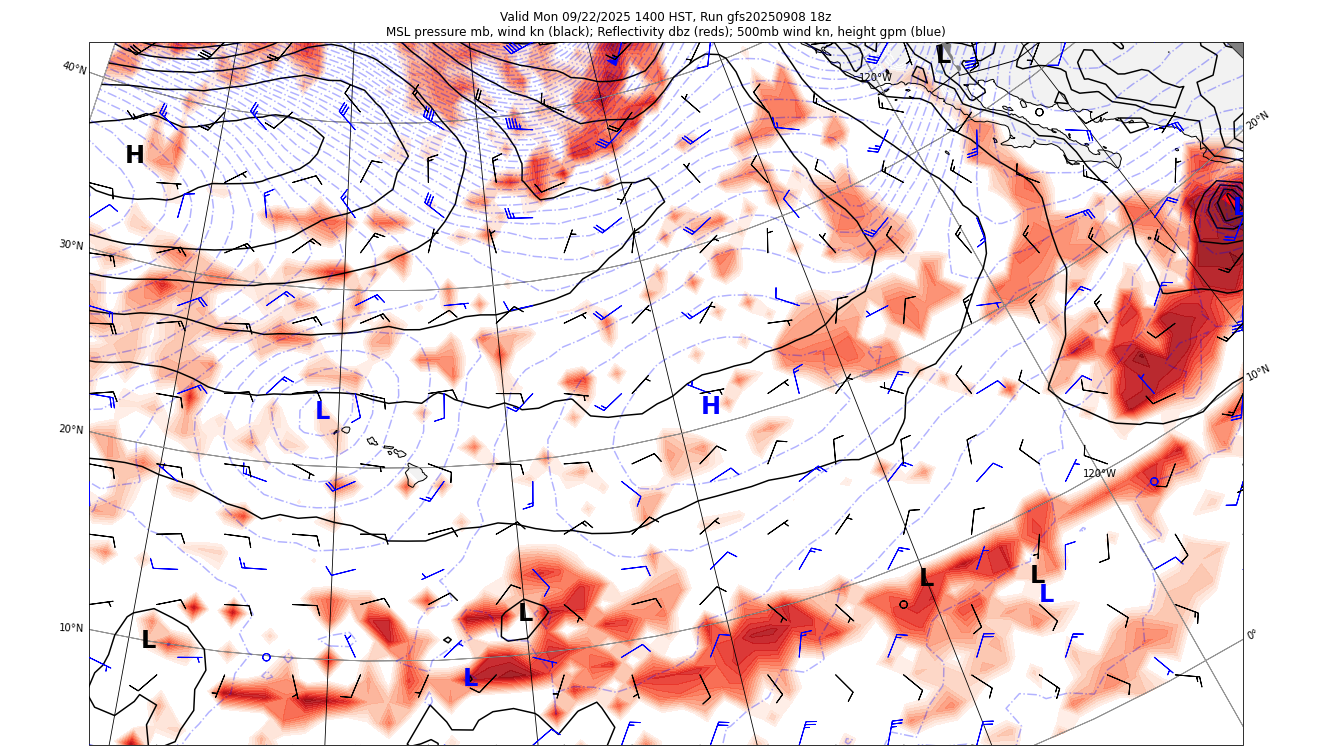 Valid Mon 09/22/2025 1400 HST, Run gfs20250908 18z
MSL pressure mb, wind kn (black); Reflectivity dbz (reds); 500mb wind kn, height gpm (blue)
L
120°W
40°N
20°N
H
L
30°N
10°N
H
L
20°N
120°W
L
L
L
L
10°N
L
0°
L